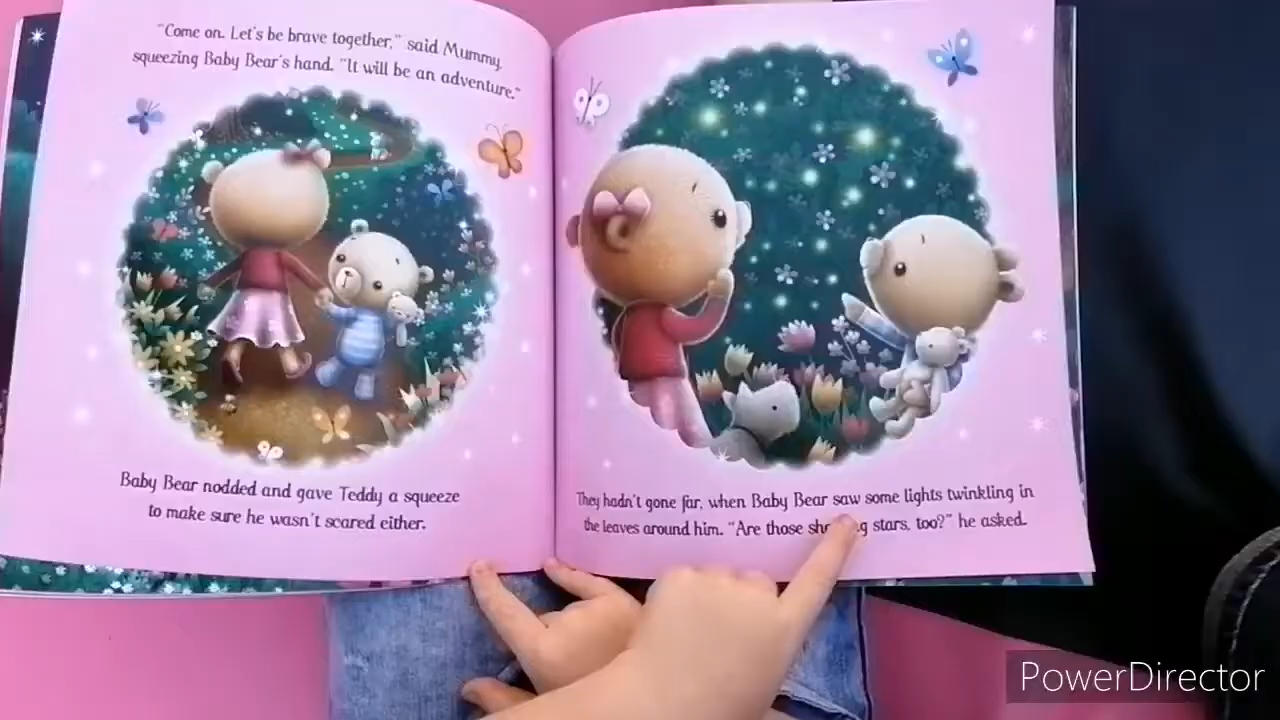 "Come on. Let's be brave together," said Mummy,
squeezing Baby Bear's hand. "It will be an adventure."
Baby Bear nodded and gave Teddy a squeeze
to make sure he wasn't scared either.
They hadn't gone far, when Baby Bear saw some lights twinkling in
the leaves around him. "Are those stars, too?" he asked.
PowerDirector